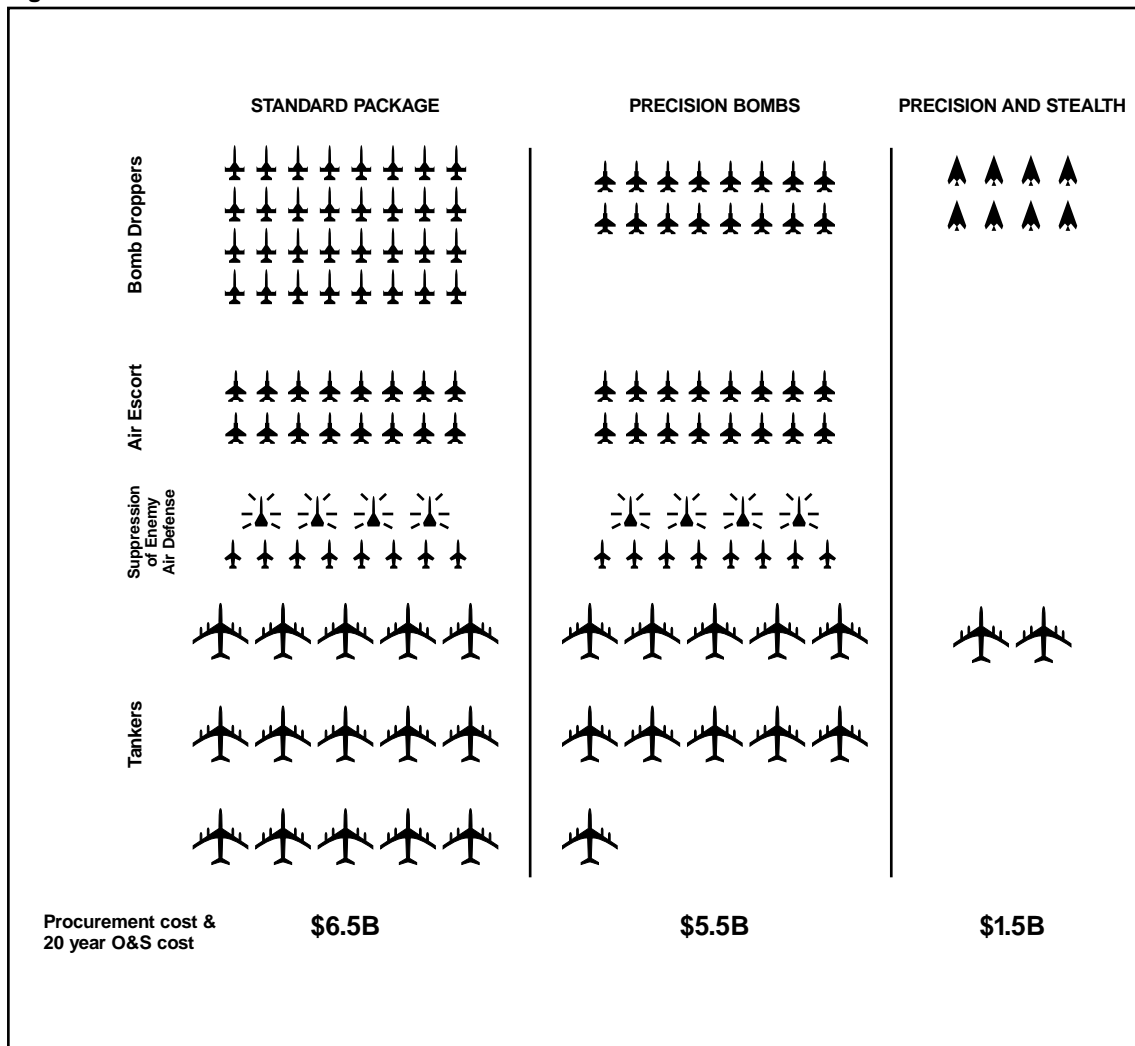 STANDARD PACKAGE
PRECISION BOMBS
PRECISION AND STEALTH
Bomb Droppers
Air Escort
Suppression
of Enemy
Air Defense
Tankers
Procurement cost &
20 year O&S cost
$6.5B
$5.5B
$1.5B